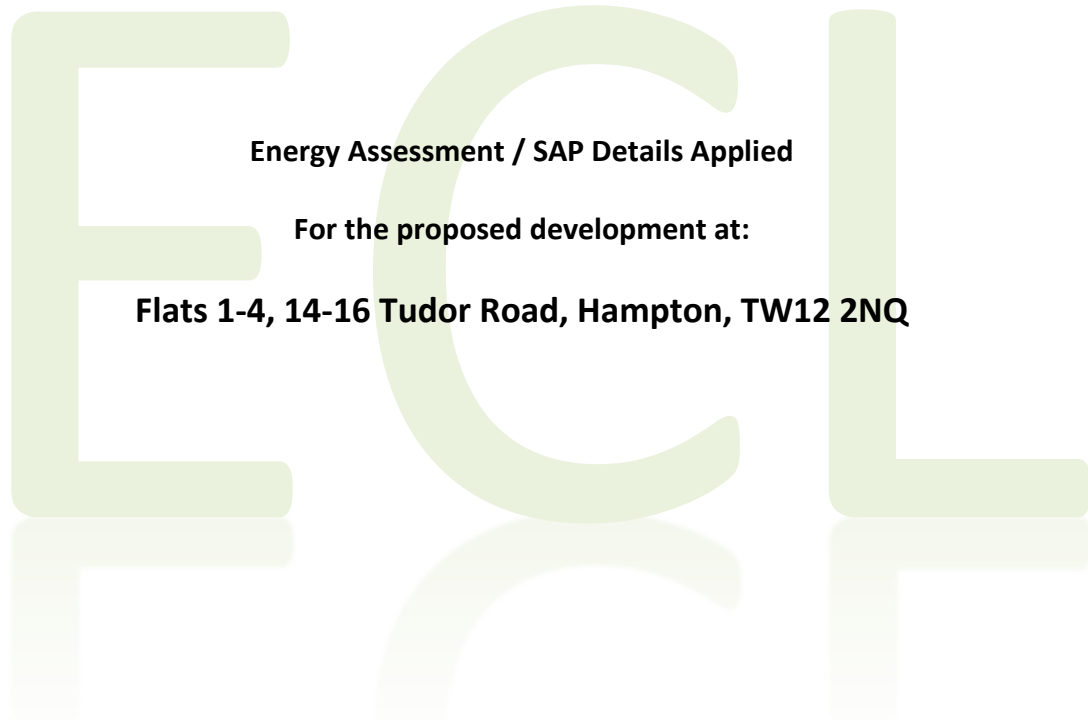 ECL
Energy Assessment / SAP Details Applied
For the proposed development at:
Flats 1-4, 14-16 Tudor Road, Hampton, TW12 2NQ